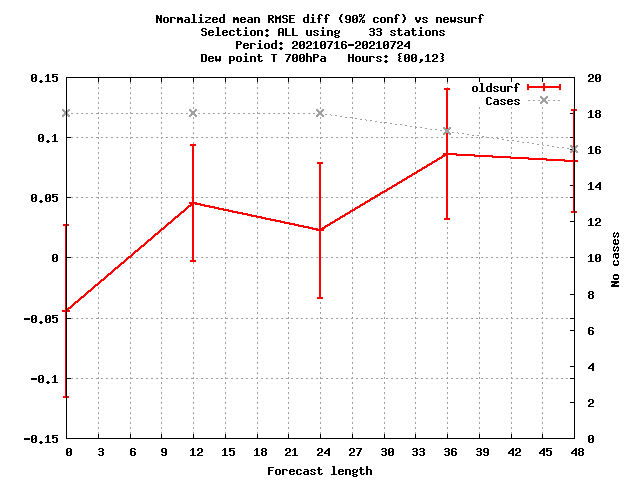 Normalized mean RMSE diff (90% conf) vs newsurf
Selection: ALL using    33 stations
Period: 20210716-20210724
Dew point T 700hPa   Hours: {00,12}
oldsurf
Cases
0.15
0.1
0.05
0
-0.05
-0.1
-0.15
20
18
16
14
12
10
8
6
4
2
0
No cases
0 3 6 9 12 15 18 21 24 27 30 33 36 39 42 45 48
Forecast length